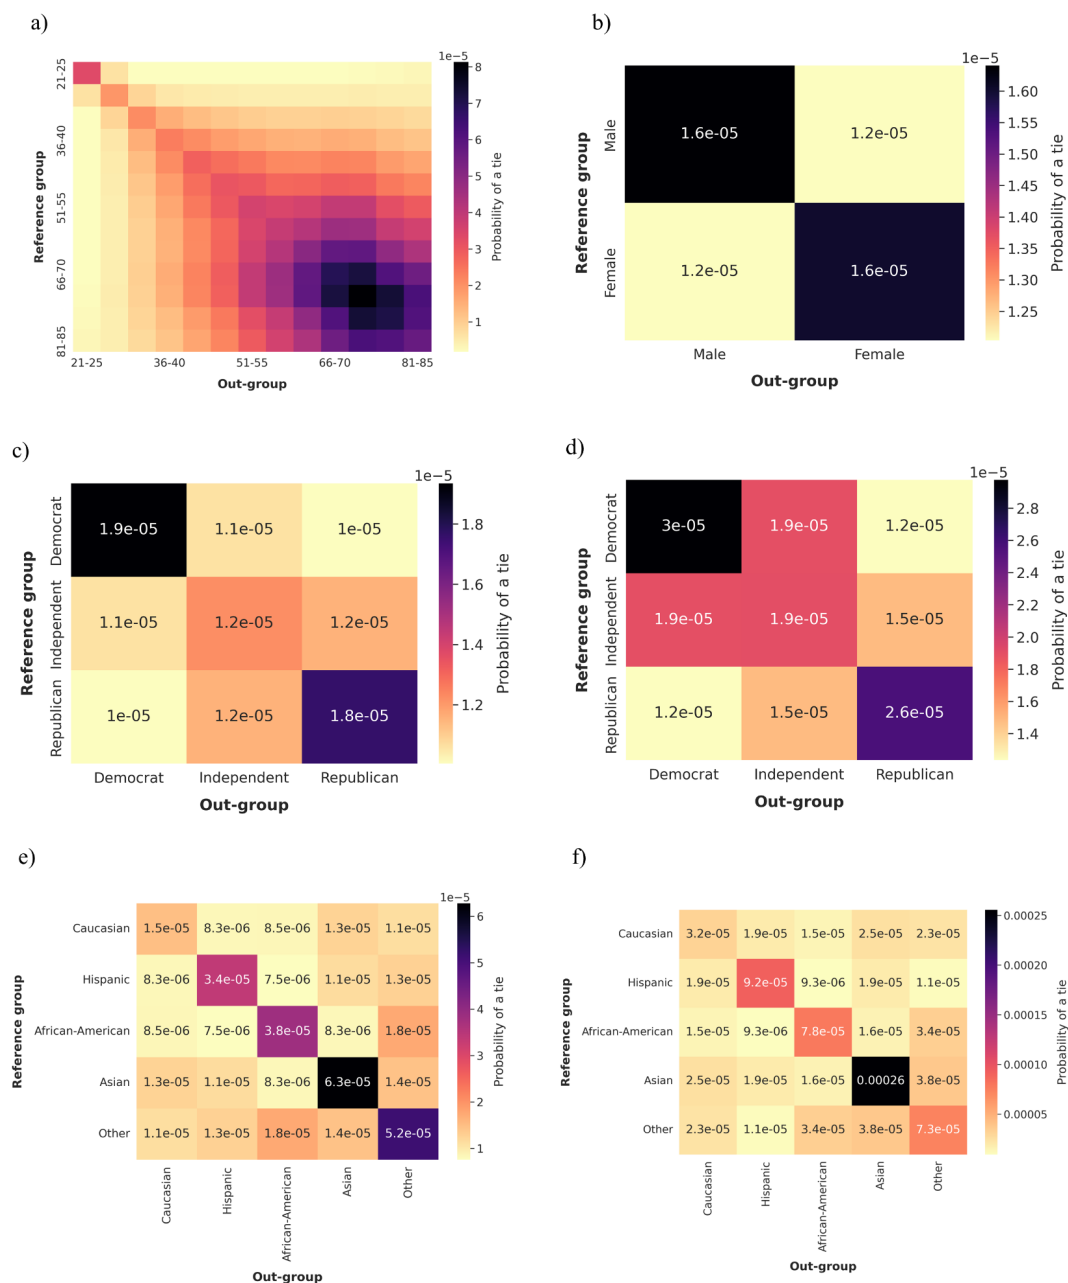 a)
1e−5
21-25
36-40
51-55
66-70
81-85
Reference group
21-25 36-40 51-55 66-70 81-85
Out-group
8
7
6
5
4
3
2
1
Probability of a tie
b)
1e−5
Male
Female
Reference group
1.6e-05 1.2e-05
1.2e-05 1.6e-05
Male Female
Out-group
1.60
1.55
1.50
1.45
1.40
1.35
1.30
1.25
Probability of a tie
c)
1e−5
Democrat
Independent
Republican
Reference group
1.9e-05 1.1e-05 1e-05
1.1e-05 1.2e-05 1.2e-05
1e-05 1.2e-05 1.8e-05
Democrat Independent Republican
Out-group
1.8
1.6
1.4
1.2
Probability of a tie
d)
1e−5
Democrat
Independent
Republican
Reference group
3e-05 1.9e-05 1.2e-05
1.9e-05 1.9e-05 1.5e-05
1.2e-05 1.5e-05 2.6e-05
Democrat Independent Republican
Out-group
2.8
2.6
2.4
2.2
2.0
1.8
1.6
1.4
Probability of a tie
e)
1e−5
Reference group
Caucasian 1.5e-05 8.3e-06 8.5e-06 1.3e-05 1.1e-05
Hispanic 8.3e-06 3.4e-05 7.5e-06 1.1e-05 1.3e-05
African-American 8.5e-06 7.5e-06 3.8e-05 8.3e-06 1.8e-05
Asian 1.3e-05 1.1e-05 8.3e-06 6.3e-05 1.4e-05
Other 1.1e-05 1.3e-05 1.8e-05 1.4e-05 5.2e-05
Caucasian
Hispanic
African-American
Asian
Other
Out-group
6
5
4
3
2
1
Probability of a tie
f)
Reference group
Caucasian 3.2e-05 1.9e-05 1.5e-05 2.5e-05 2.3e-05
Hispanic 1.9e-05 9.2e-05 9.3e-06 1.9e-05 1.1e-05
African-American 1.5e-05 9.3e-06 7.8e-05 1.6e-05 3.4e-05
Asian 2.5e-05 1.9e-05 1.6e-05 0.00026 3.8e-05
Other 2.3e-05 1.1e-05 3.4e-05 3.8e-05 7.3e-05
Caucasian
Hispanic
African-American
Asian
Other
Out-group
0.00025
0.00020
0.00015
0.00010
0.00005
Probability of a tie